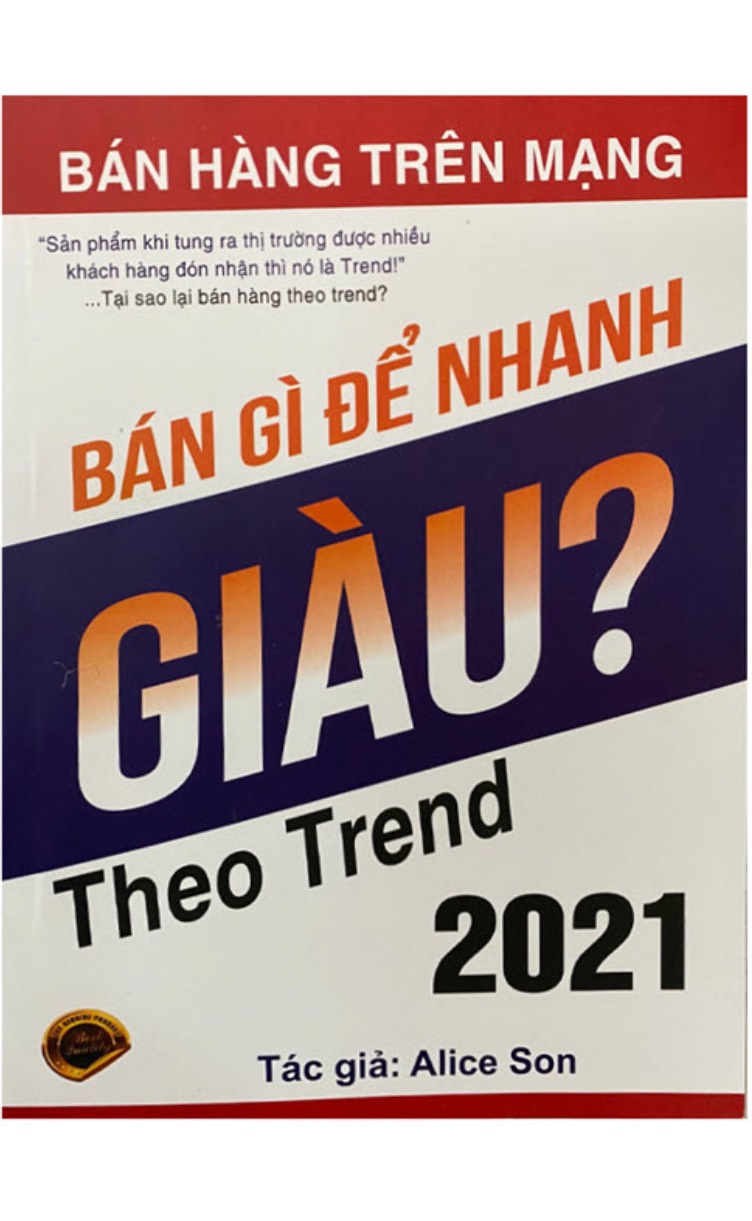 BÁN HÀNG TRÊN MẠNG
“Sản phẩm khi tung ra thị trường được nhiều
khách hàng đón nhận thì nó là Trend!”
...Tại sao lại bán hàng theo trend?
BÁN GÌ ĐỂ NHANH
GIÀU?
Theo Trend
2021
Best
Quality
Tác giả: Alice Son